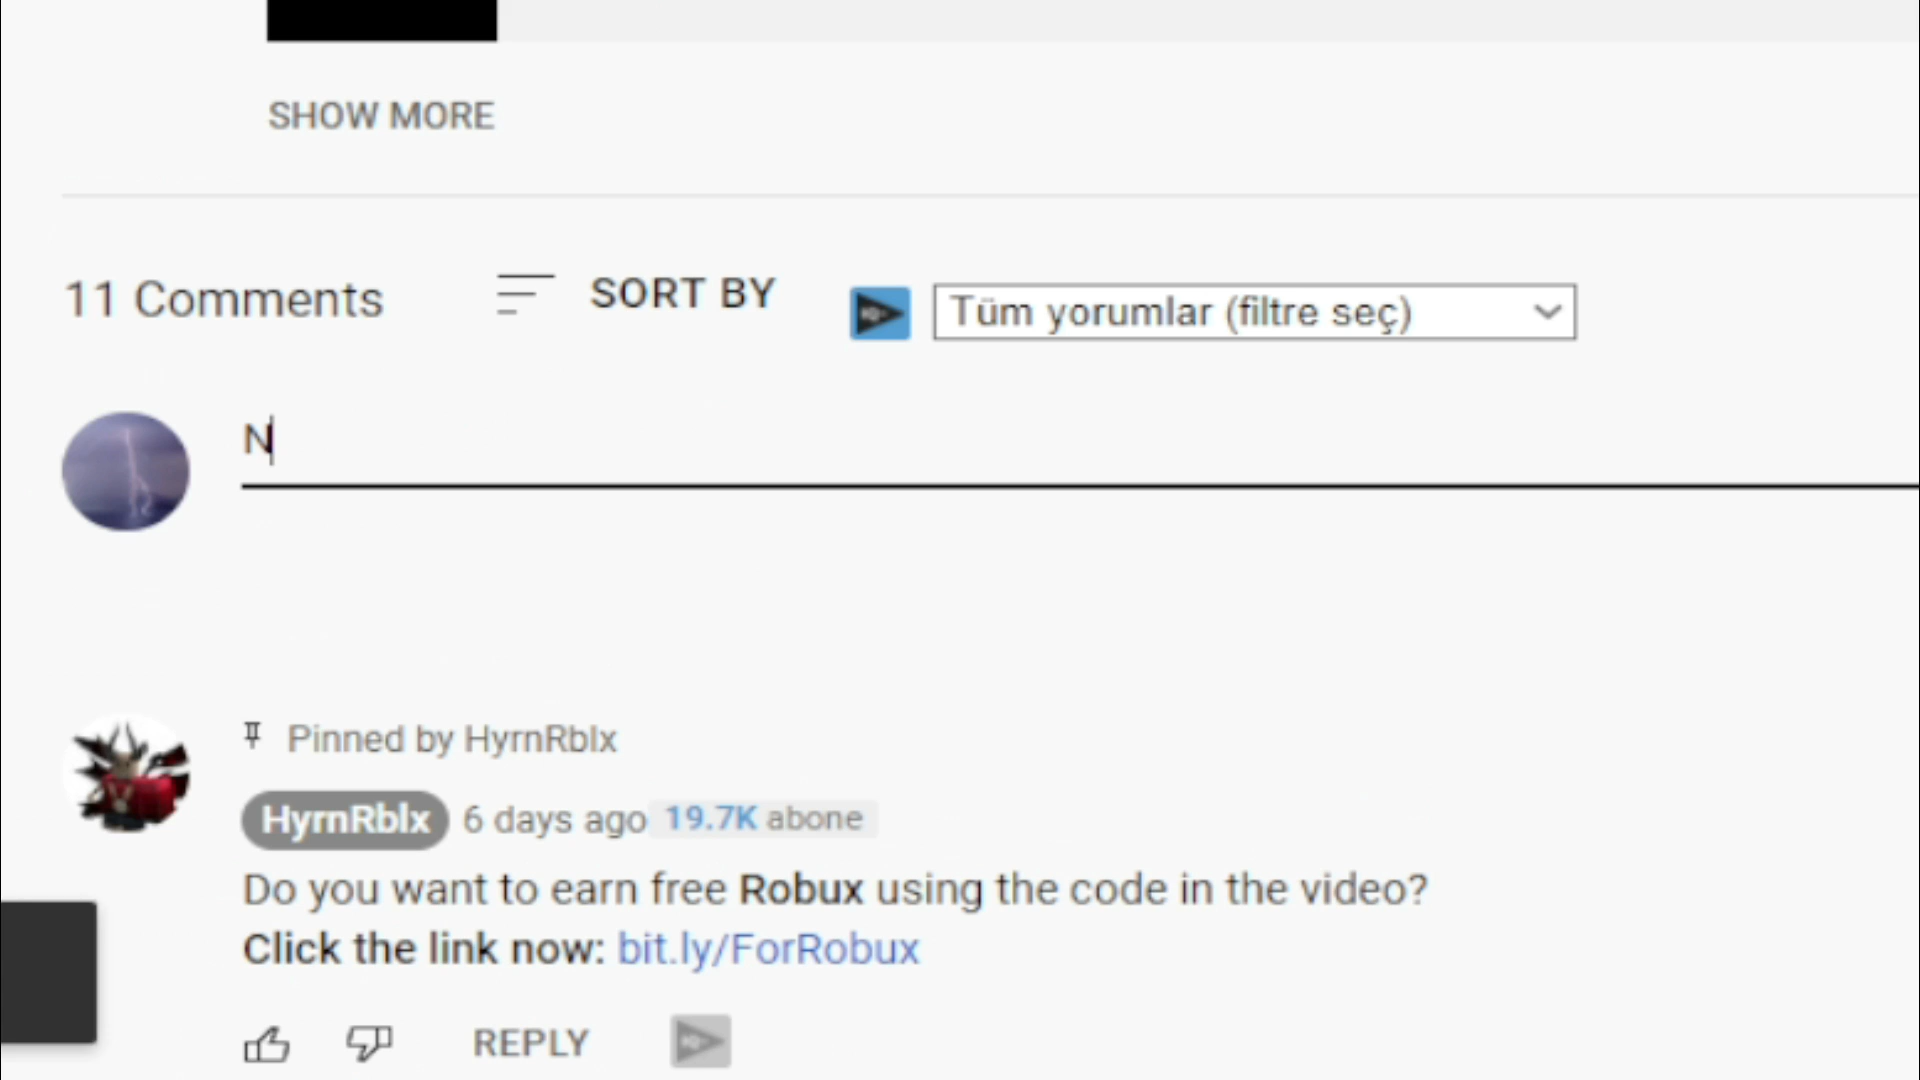 SHOW MORE
11 Comments
SORT BY
Tüm yorumlar (filtre seç)
N
Pinned by HyrnRblx
HyrnRblx 6 days ago 19.7K abone
Do you want to earn free Robux using the code in the video?
Click the link now: bit.ly/ForRobux
REPLY